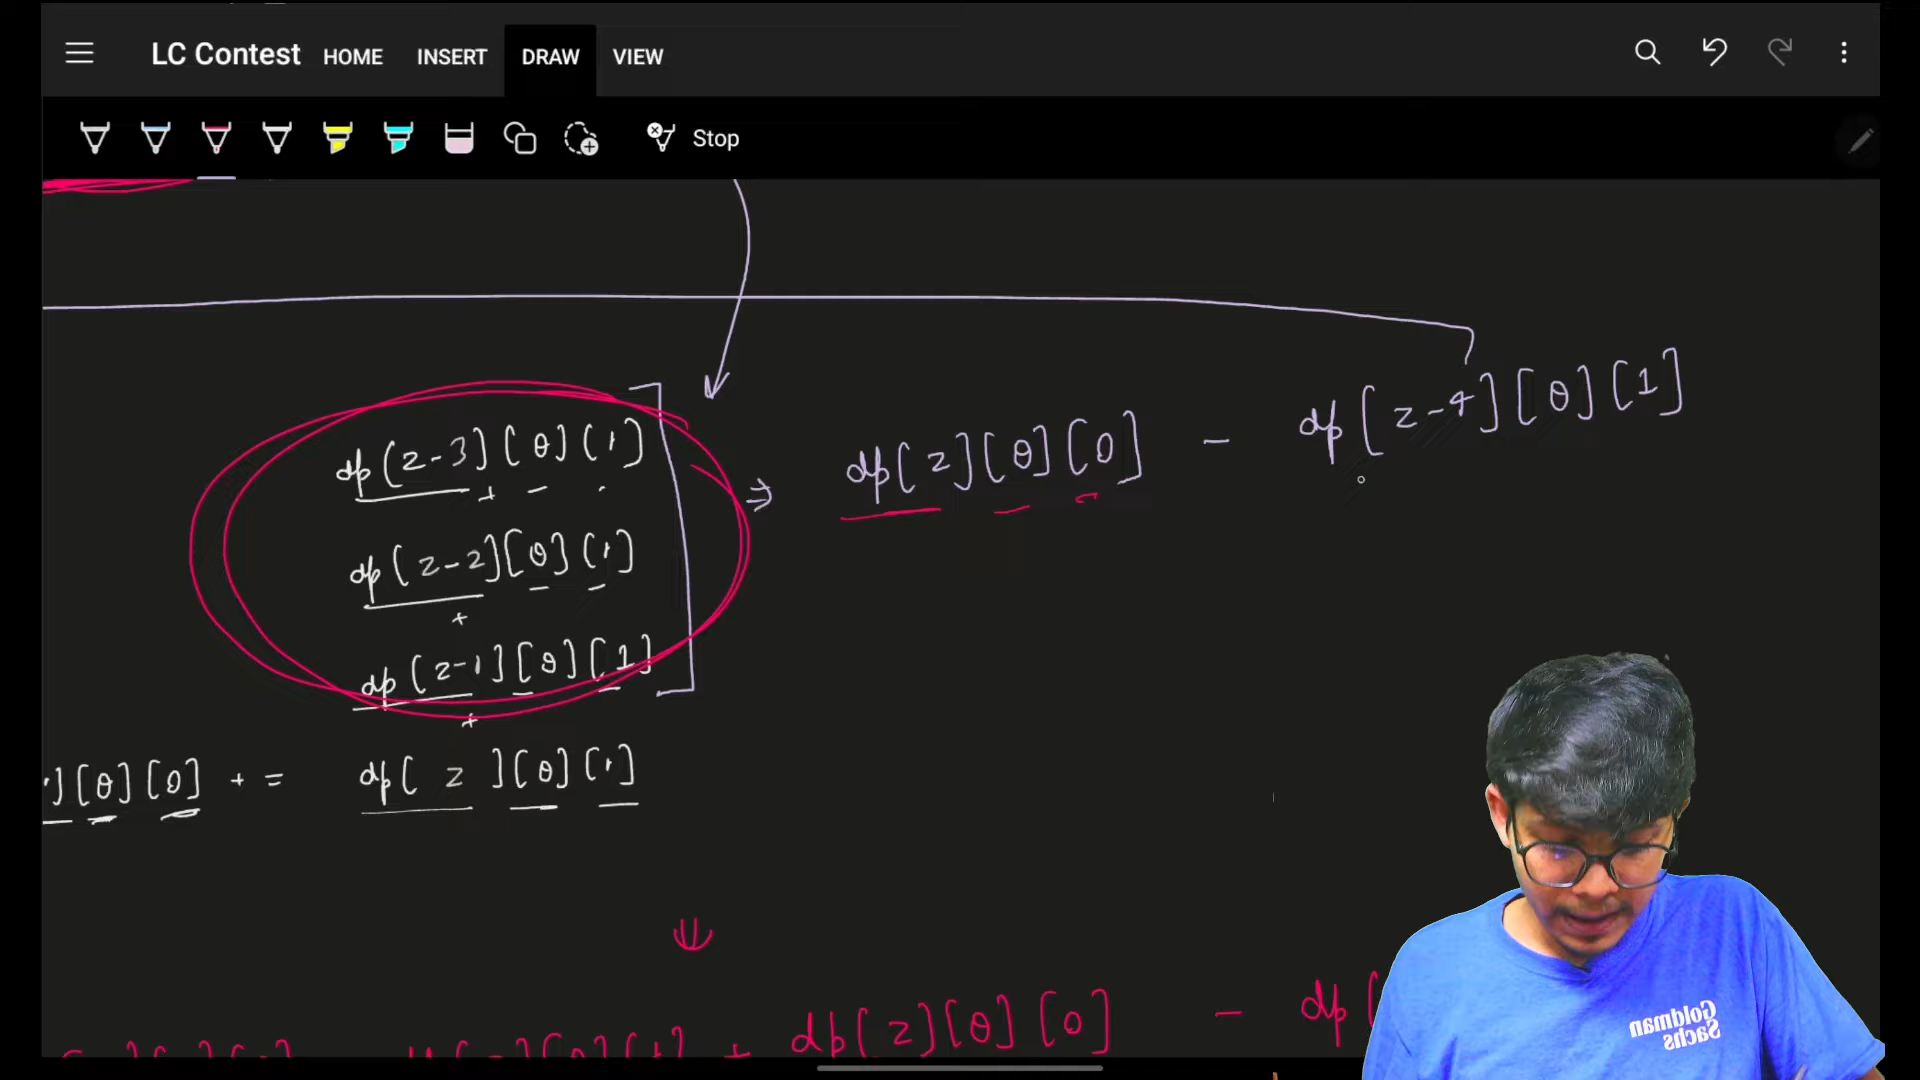 LC Contest HOME INSERT DRAW VIEW
Stop
dp[z-3][0][1] ⇒ dp[z][0][0] - dp[z-4][0][1]
+
dp[z-2][0][1]
+
dp[z-1][0][1]
+
][0][0] += dp[z][0][1]
+ dp[z][0][0] - dp[
Goldman
Sachs